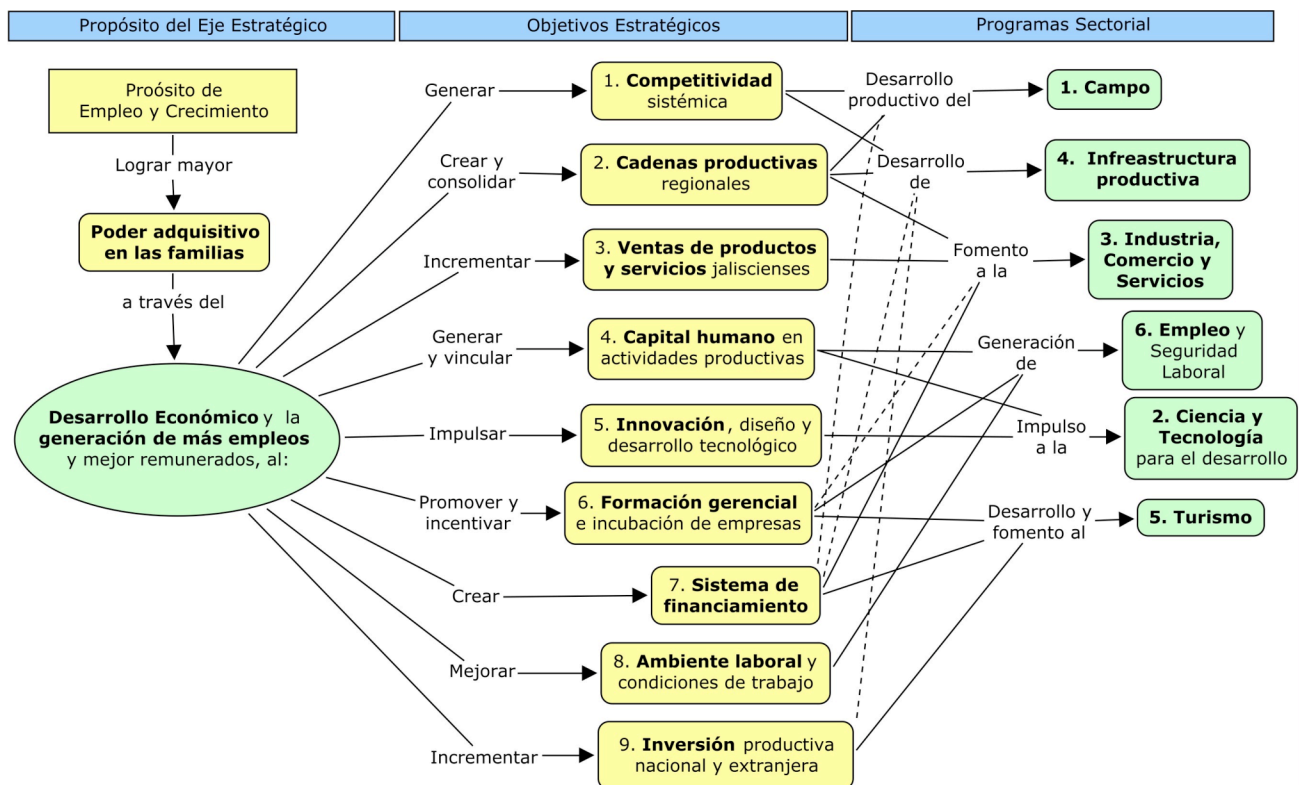 Propósito del Eje Estratégico
Objetivos Estratégicos
Programas Sectorial
Proósito de
Empleo y Crecimiento
Lograr mayor
Poder adquisitivo
en las familias
a través del
Desarrollo Económico y la
generación de más empleos
y mejor remunerados, al:
Generar
1. Competitividad
sistémica
Crear y
consolidar
2. Cadenas productivas
regionales
Incrementar
3. Ventas de productos
y servicios jaliscienses
Generar
y vincular
4. Capital humano en
actividades productivas
Impulsar
5. Innovación, diseño y
desarrollo tecnológico
Promover y
incentivar
6. Formación gerencial
e incubación de empresas
Crear
7. Sistema de
financiamiento
Mejorar
8. Ambiente laboral y
condiciones de trabajo
Incrementar
9. Inversión productiva
nacional y extranjera
Desarrollo
productivo del
1. Campo
Desarrollo
de
4. Infreastructura
productiva
Fomento
a la
3. Industria,
Comercio y
Servicios
Generación
de
6. Empleo y
Seguridad
Laboral
Impulso
a la
2. Ciencia y
Tecnología
para el desarrollo
Desarrollo y
fomento al
5. Turismo